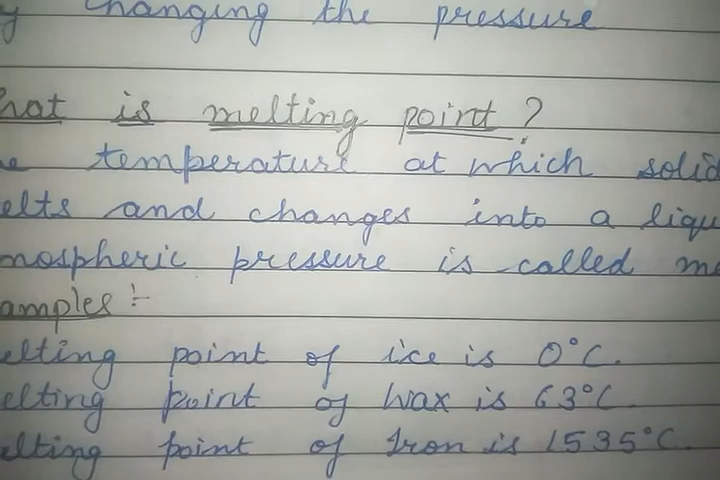 y changing the pressure
hat is melting point?
e temperature at which solid
elts and changes into a liqu
mospheric pressure is called me
amples :-
elting point of ice is 0°C.
elting point of wax is 63°C
elting point of Iron is 1535°C.